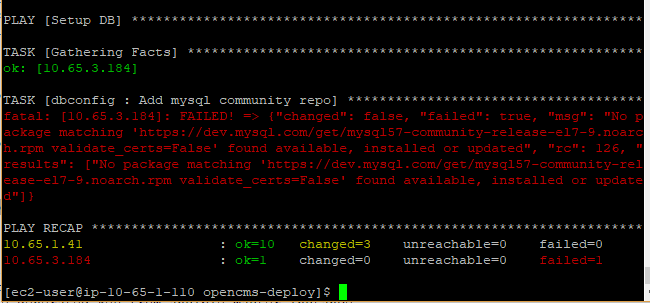 PLAY [Setup DB] ****************************************************************
TASK [Gathering Facts] *********************************************************
ok: [10.65.3.184]
TASK [dbconfig : Add mysql community repo] *************************************
fatal: [10.65.3.184]: FAILED! => {"changed": false, "failed": true, "msg": "No p
ackage matching 'https://dev.mysql.com/get/mysql57-community-release-el7-9.noarc
h.rpm validate_certs=False' found available, installed or updated", "rc": 126, "
results": ["No package matching 'https://dev.mysql.com/get/mysql57-community-rel
ease-el7-9.noarch.rpm validate_certs=False' found available, installed or update
d"]}
PLAY RECAP *********************************************************************
10.65.1.41 : ok=10 changed=3 unreachable=0 failed=0
10.65.3.184 : ok=1 changed=0 unreachable=0 failed=1
[ec2-user@ip-10-65-1-110 opencms-deploy]$